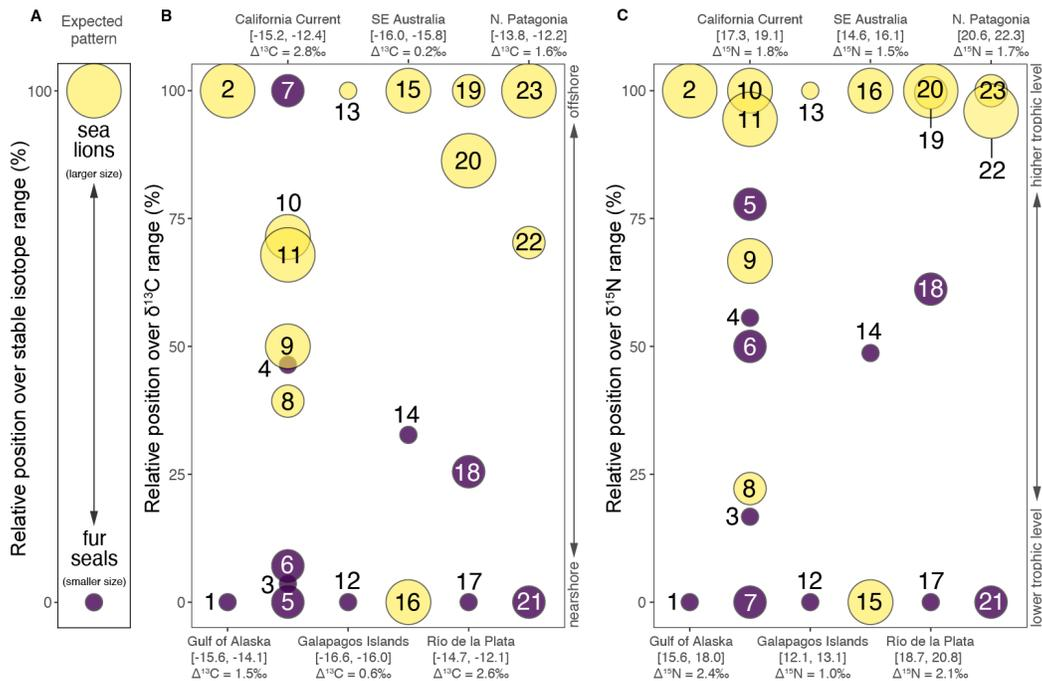 A
Expected
pattern
Relative position over stable isotope range (%)
100
sea
lions
(larger size)
fur
seals
(smaller size)
0
B
California Current
[-15.2, -12.4]
Δ¹³C = 2.8‰
SE Australia
[-16.0, -15.8]
Δ¹³C = 0.2‰
N. Patagonia
[-13.8, -12.2]
Δ¹³C = 1.6‰
Relative position over δ¹³C range (%)
100
75
50
25
0
2
7
13
15
19
23
20
10
11
22
9
4
8
14
18
6
3
5
1
12
16
17
21
offshore
nearshore
Gulf of Alaska
[-15.6, -14.1]
Δ¹³C = 1.5‰
Galapagos Islands
[-16.6, -16.0]
Δ¹³C = 0.6‰
Río de la Plata
[-14.7, -12.1]
Δ¹³C = 2.6‰
C
California Current
[17.3, 19.1]
Δ¹⁵N = 1.8‰
SE Australia
[14.6, 16.1]
Δ¹⁵N = 1.5‰
N. Patagonia
[20.6, 22.3]
Δ¹⁵N = 1.7‰
Relative position over δ¹⁵N range (%)
100
75
50
25
0
2
10
11
13
16
20
19
23
22
5
9
4
6
18
14
8
3
1
7
12
15
17
21
higher trophic level
lower trophic level
Gulf of Alaska
[15.6, 18.0]
Δ¹⁵N = 2.4‰
Galapagos Islands
[12.1, 13.1]
Δ¹⁵N = 1.0‰
Río de la Plata
[18.7, 20.8]
Δ¹⁵N = 2.1‰